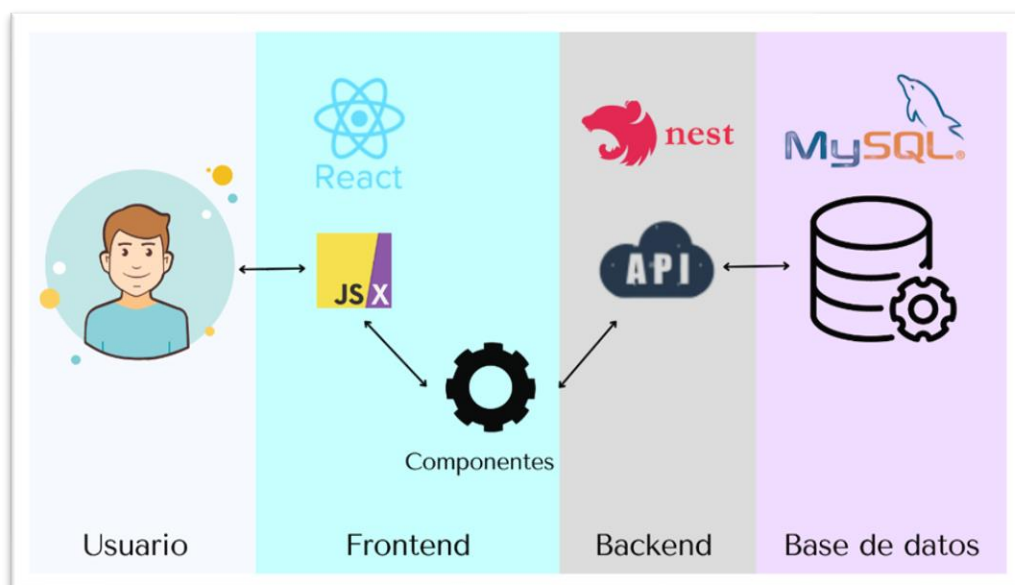 React
nest
MySQL®
JS X
API
Componentes
Usuario
Frontend
Backend
Base de datos